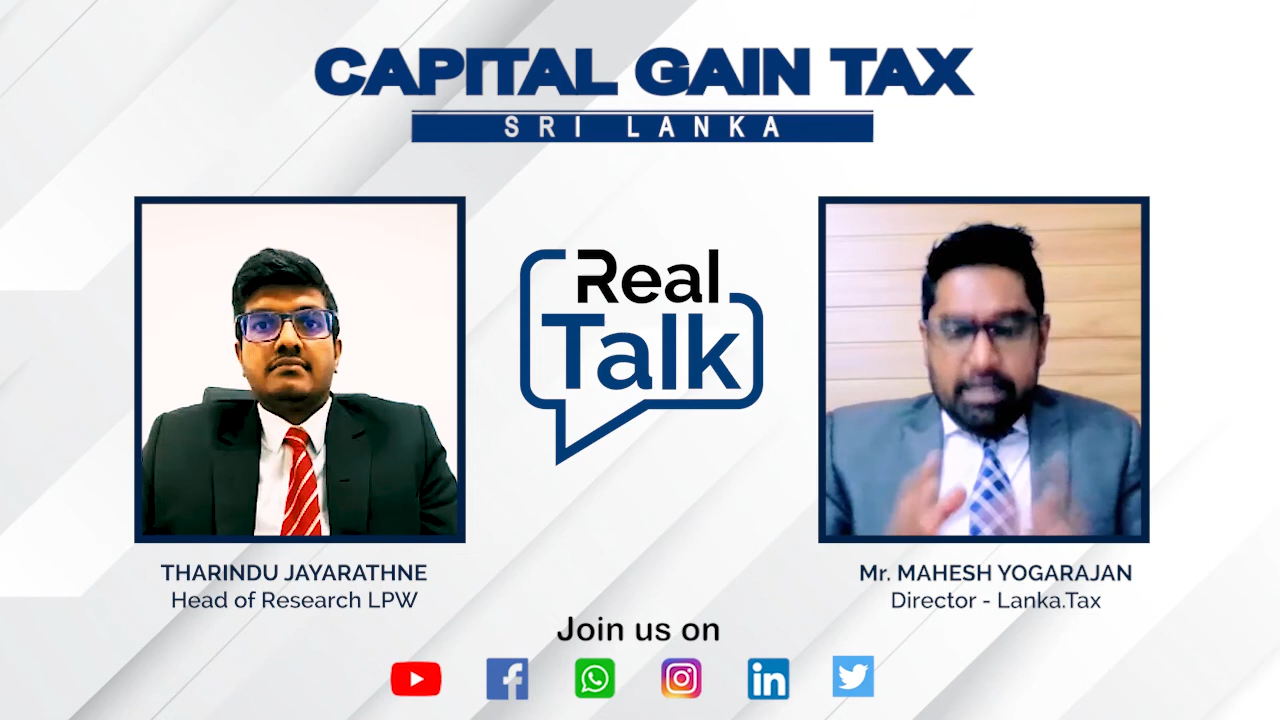 CAPITAL GAIN TAX
SRI LANKA
Real
Talk
THARINDU JAYARATHNE
Head of Research LPW
Mr. MAHESH YOGARAJAN
Director - Lanka.Tax
Join us on
in